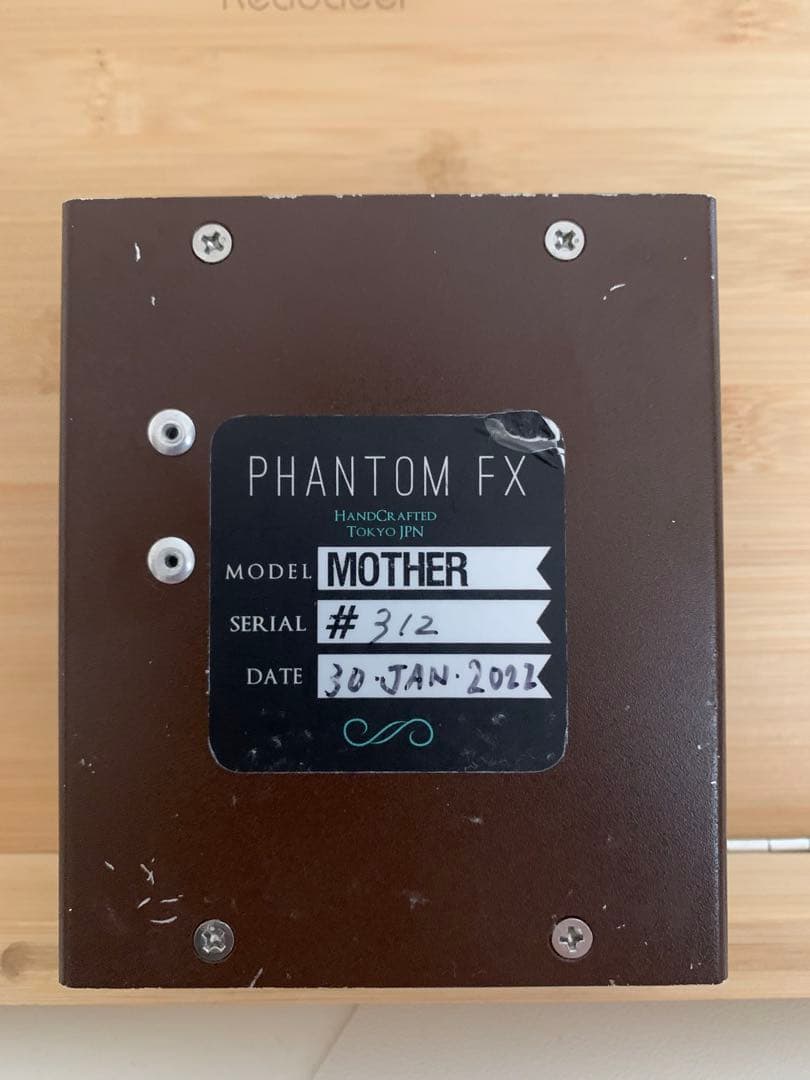 PHANTOM FX
HANDCRAFTED
TOKYO JPN
MODEL MOTHER
SERIAL # 312
DATE 30.JAN.2022